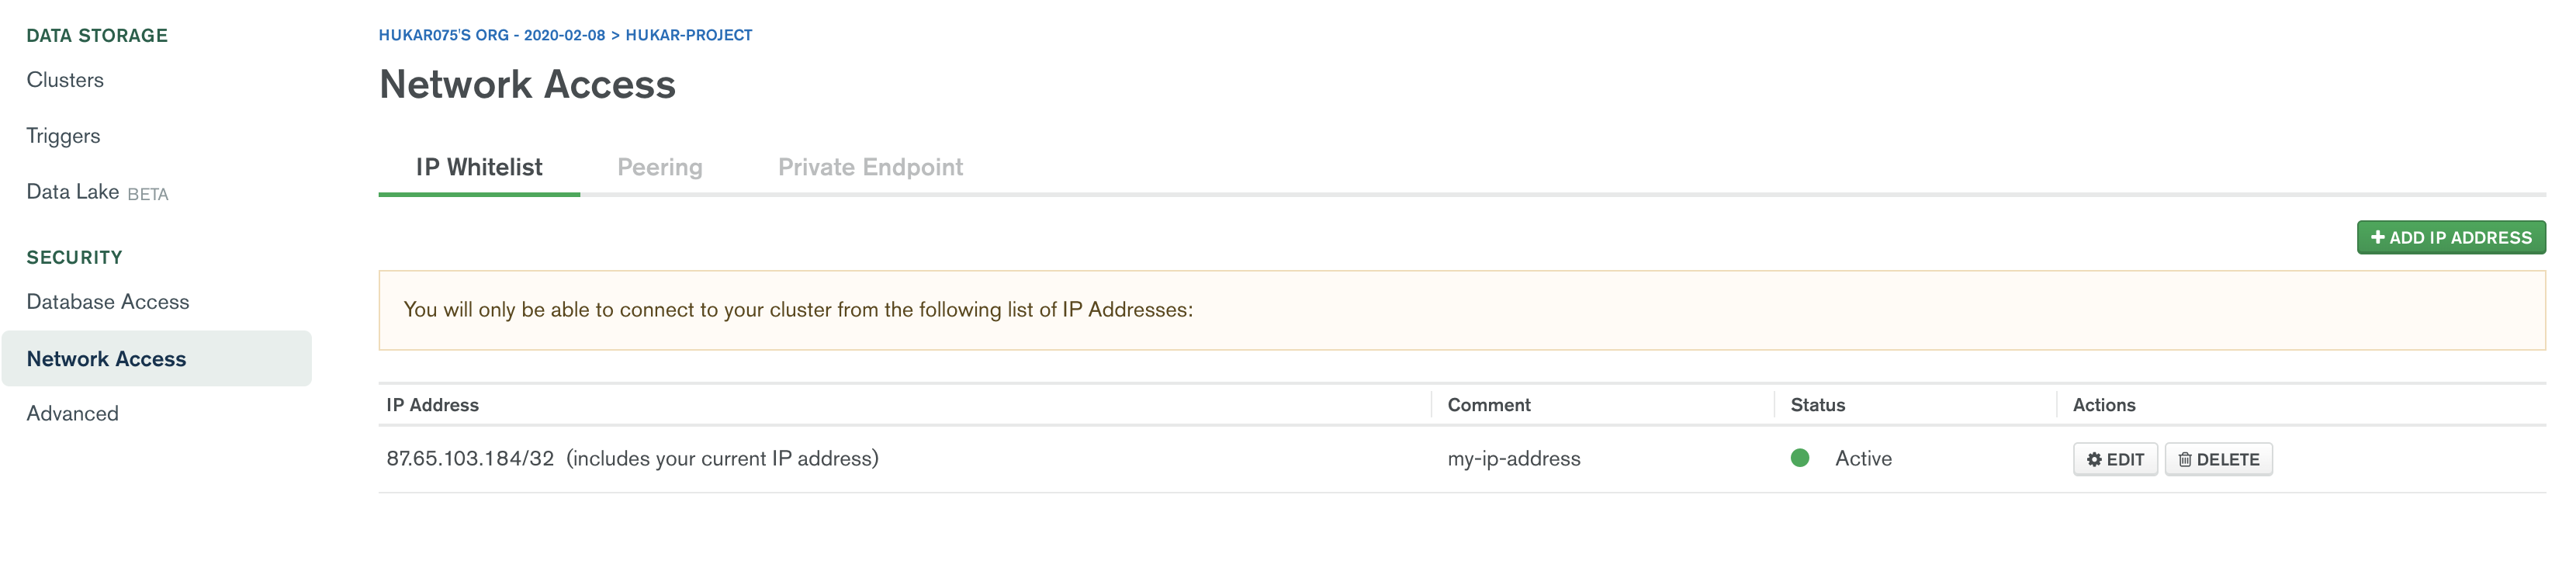 DATA STORAGE
Clusters
Triggers
Data Lake BETA
SECURITY
Database Access
Network Access
Advanced
HUKAR075'S ORG - 2020-02-08 > HUKAR-PROJECT
Network Access
IP Whitelist Peering Private Endpoint
ADD IP ADDRESS
You will only be able to connect to your cluster from the following list of IP Addresses:
IP Address Comment Status Actions
87.65.103.184/32 (includes your current IP address) my-ip-address Active EDIT DELETE